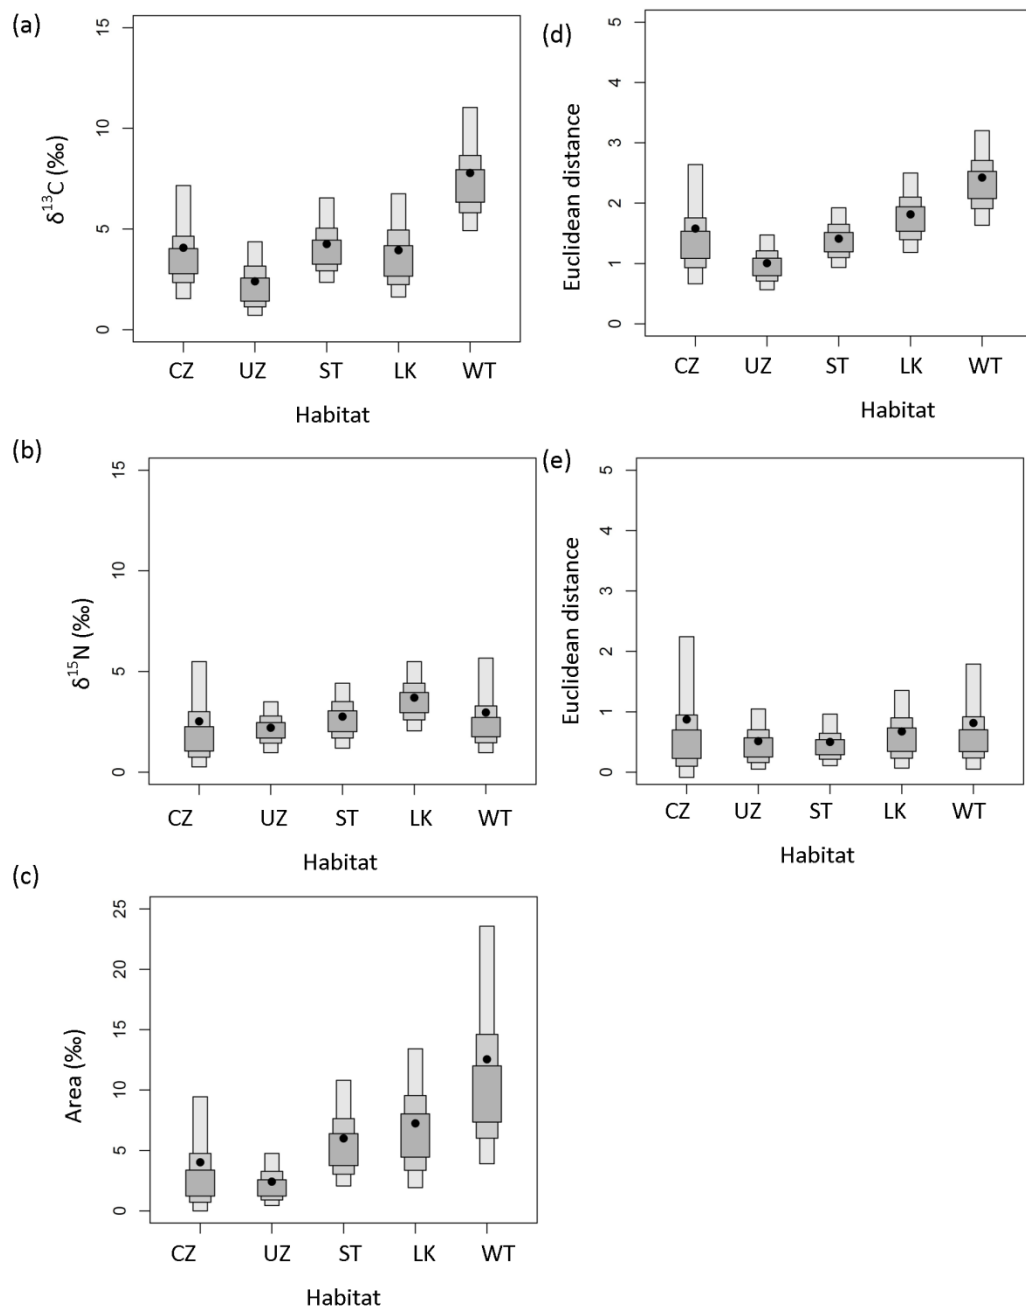 (a)
15
10
5
0
δ¹³C (‰)
CZ UZ ST LK WT
Habitat
(b)
15
10
5
0
δ¹⁵N (‰)
CZ UZ ST LK WT
Habitat
(c)
25
20
15
10
5
0
Area (‰)
CZ UZ ST LK WT
Habitat
(d)
5
4
3
2
1
0
Euclidean distance
CZ UZ ST LK WT
Habitat
(e)
5
4
3
2
1
0
Euclidean distance
CZ UZ ST LK WT
Habitat